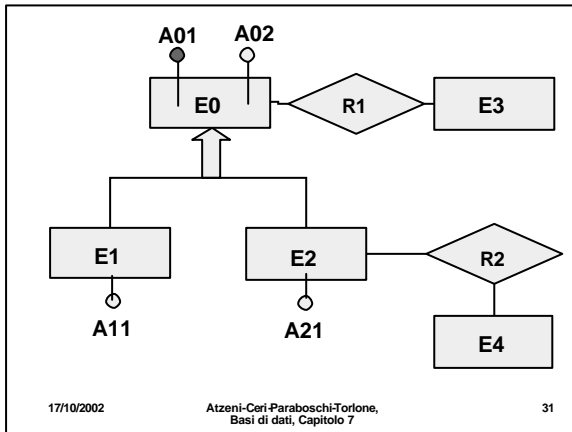 A01 A02
E0 R1 E3
E1 E2 R2
A11 A21 E4
17/10/2002 Atzeni-Ceri-Paraboschi-Torlone, 31
Basi di dati, Capitolo 7